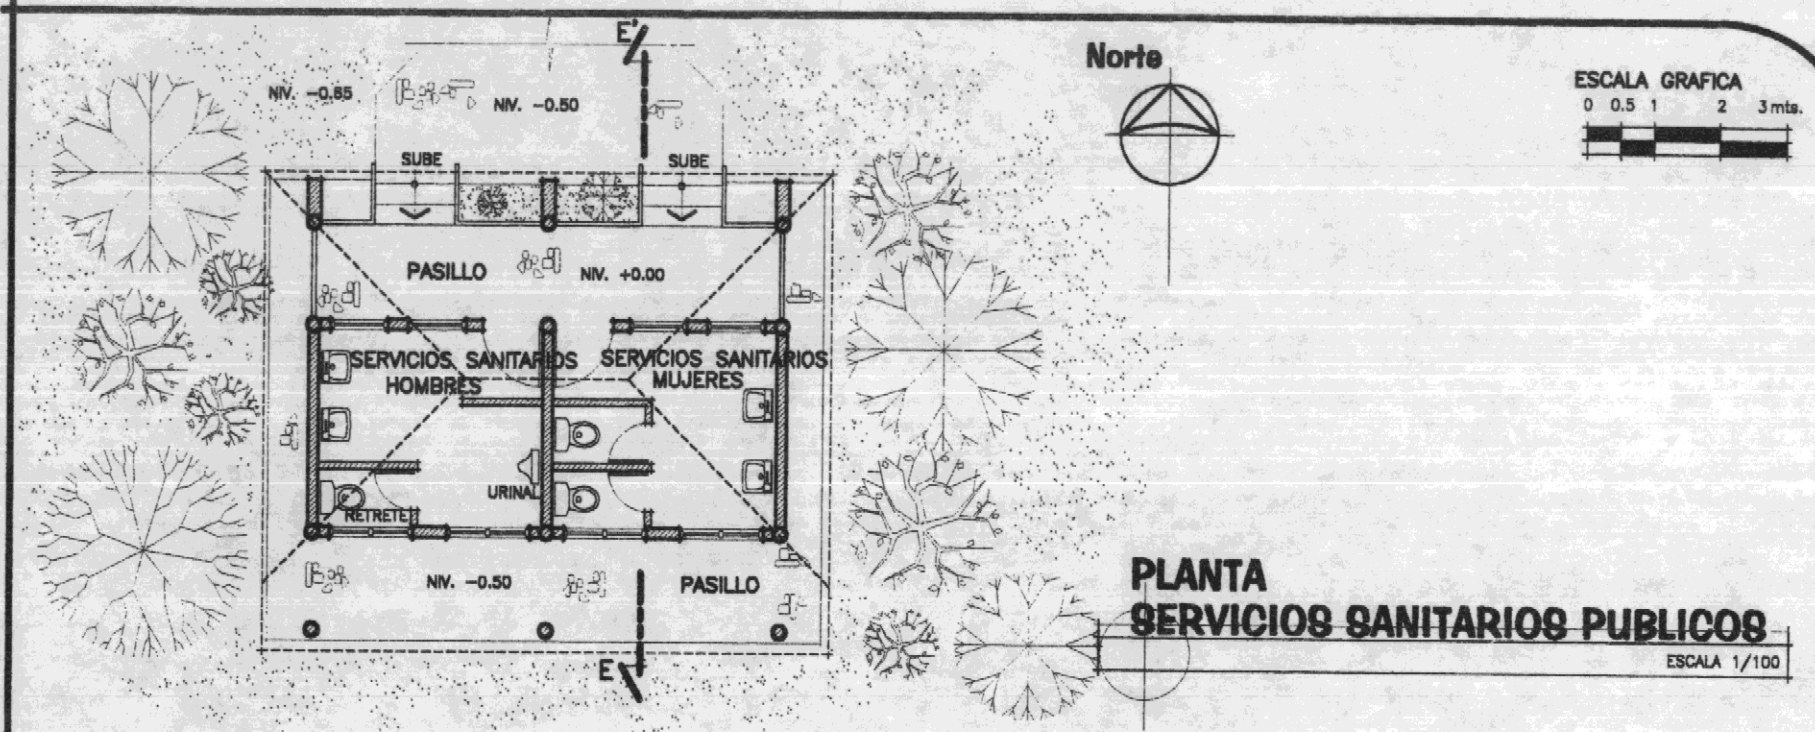 E'
Norte
ESCALA GRAFICA
0 0.5 1 2 3 mts.
NIV. -0.65
NIV. -0.50
SUBE
SUBE
PASILLO
NIV. +0.00
SERVICIOS SANITARIOS
HOMBRES
SERVICIOS SANITARIOS
MUJERES
URINAL
RETRETE
NIV. -0.50
PASILLO
E
PLANTA
SERVICIOS SANITARIOS PUBLICOS
ESCALA 1/100